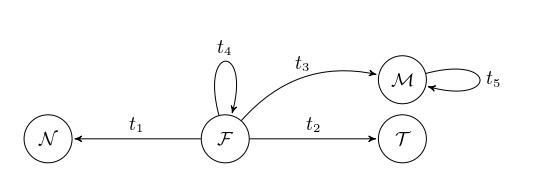 t₄
t₃
ℳ
t₅
𝒩
t₁
ℱ
t₂
𝒯